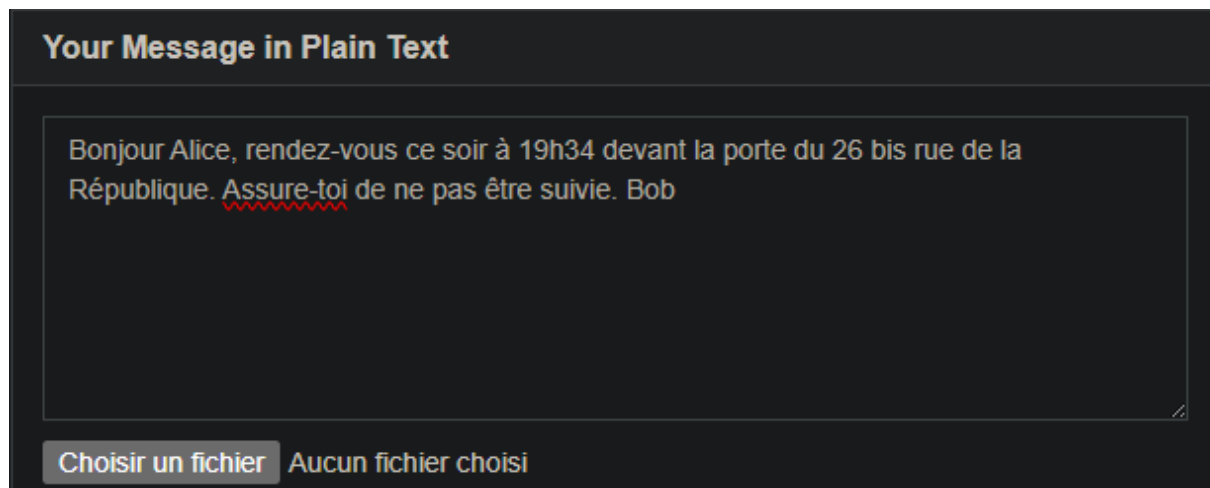 Your Message in Plain Text
Bonjour Alice, rendez-vous ce soir à 19h34 devant la porte du 26 bis rue de la
République. Assure-toi de ne pas être suivie. Bob
Choisir un fichier Aucun fichier choisi